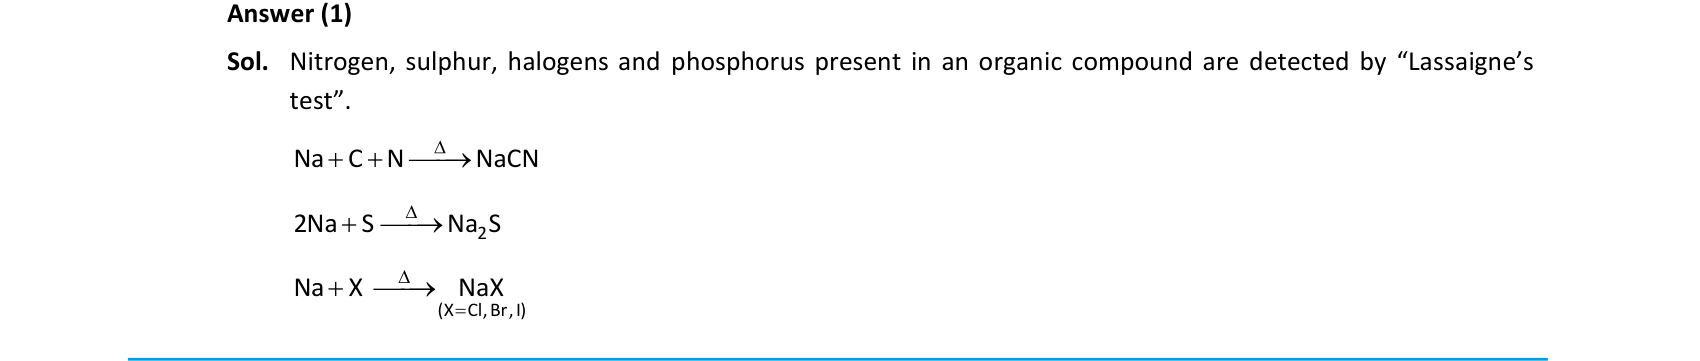 Answer (1)
Sol. Nitrogen, sulphur, halogens and phosphorus present in an organic compound are detected by “Lassaigne’s
test”.
Na + C + N —Δ→ NaCN
2Na + S —Δ→ Na₂S
Na + X —Δ→ NaX
(X=Cl, Br, I)